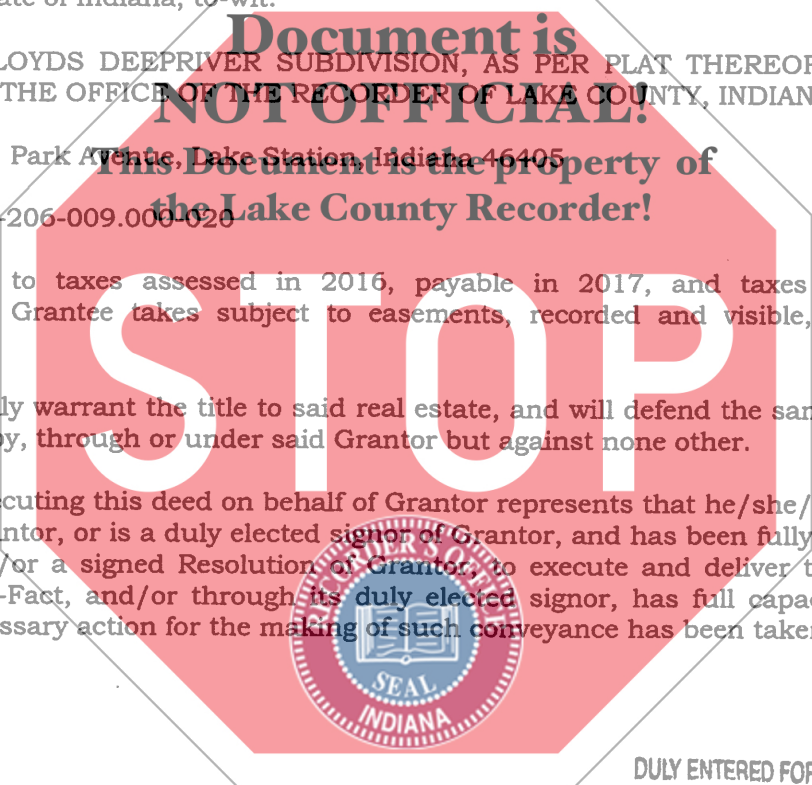 ate of Indiana, to-wit:
Document is
LOYDS DEEPRIVER SUBDIVISION, AS PER PLAT THEREOF
NOT OFFICIAL!
THE OFFICE OF THE RECORDER OF LAKE COUNTY, INDIAN
Park Avenue, Lake Station, Indiana 46405
This Document is the property of
the Lake County Recorder!
-206-009.000-020
to taxes assessed in 2016, payable in 2017, and taxes
Grantee takes subject to easements, recorded and visible,
STOP
ly warrant the title to said real estate, and will defend the sam
by, through or under said Grantor but against none other.
ecuting this deed on behalf of Grantor represents that he/she/
ntor, or is a duly elected signor of Grantor, and has been fully
/or a signed Resolution of Grantor, to execute and deliver t
-Fact, and/or through its duly elected signor, has full capac
ssary action for the making of such conveyance has been taken
RECORDER'S OFFICE
SEAL
INDIANA
DULY ENTERED FOR